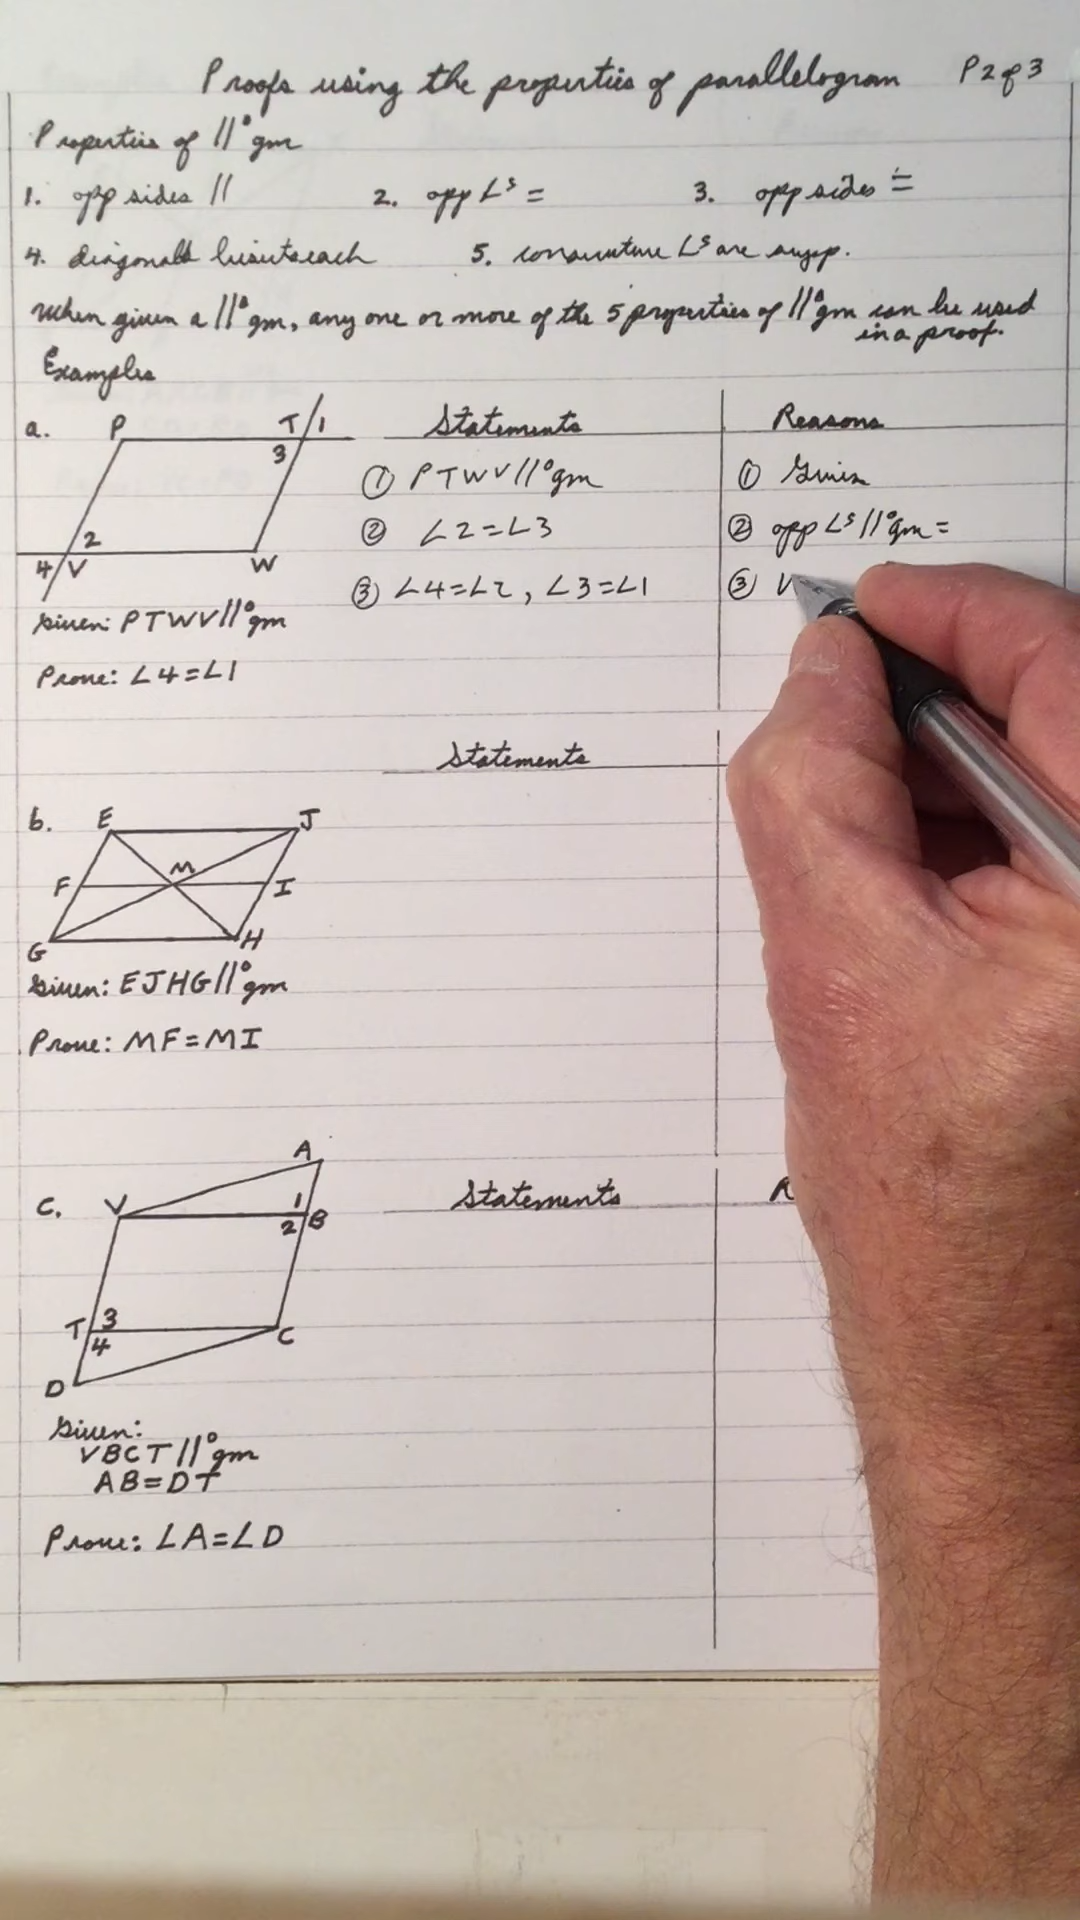 Proofs using the properties of parallelogram P 2 of 3
Properties of ||°gm
1. opp sides || 2. opp ∠s = 3. opp sides =
4. diagonals bisects each 5. consecutive ∠s are supp.
When given a ||°gm, any one or more of the 5 properties of ||°gm can be used
in a proof.
Examples
a. P T 1 3 2 4 V W
Statements Reasons
① PTWV ||°gm ① Given
② ∠2=∠3 ② opp ∠s ||°gm =
③ ∠4=∠2, ∠3=∠1 ③ V
Given: PTWV ||°gm
Prove: ∠4=∠1
Statements
b. E J M F I G H
Given: EJHG ||°gm
Prove: MF=MI
Statements R
c. A V 1 2 B T 3 4 C D
Given:
VBCT ||°gm
AB=DT
Prove: ∠A=∠D